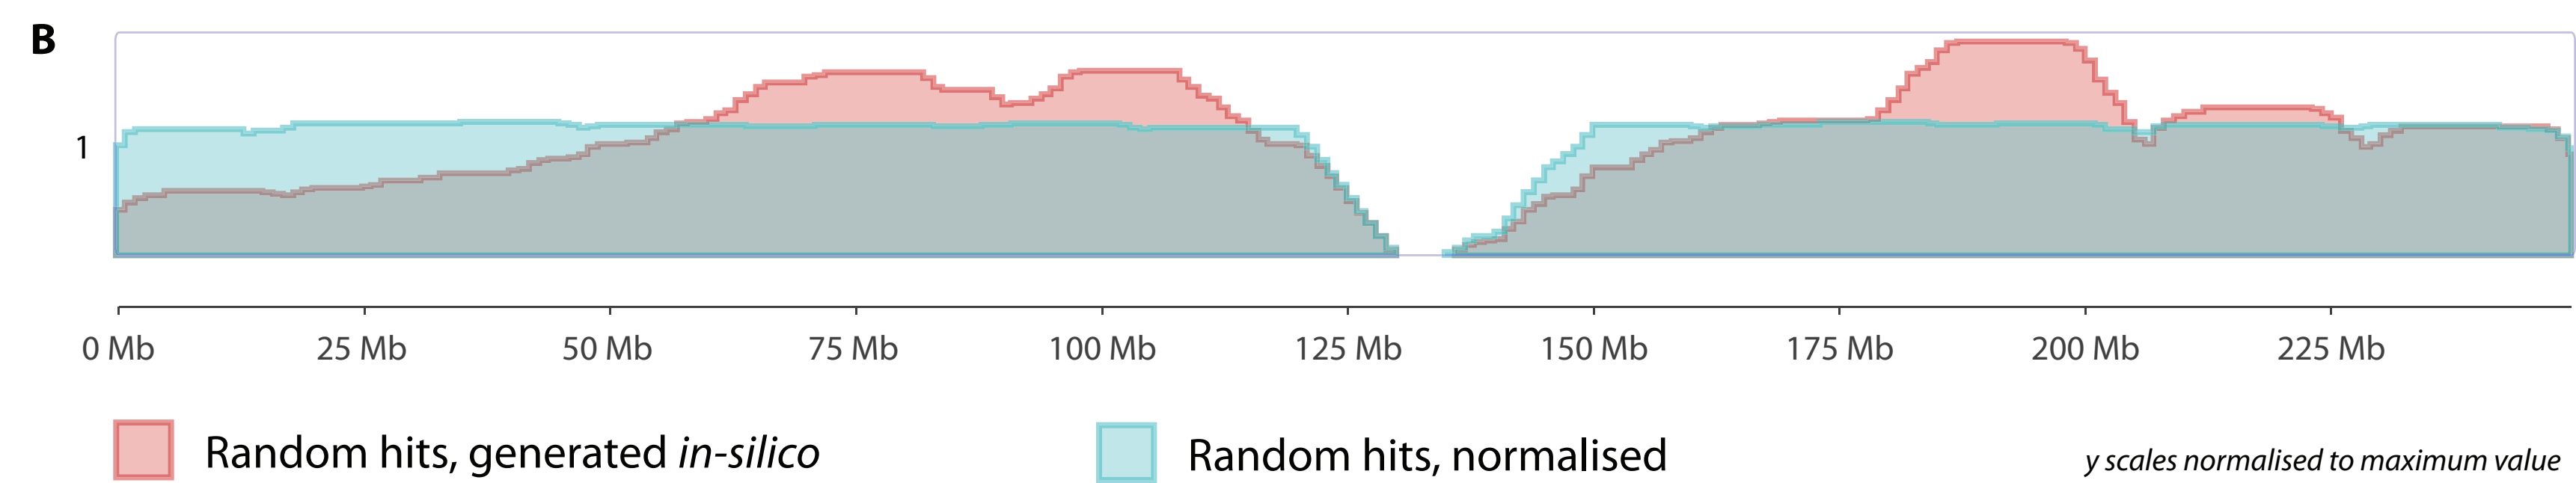 B
1
0 Mb 25 Mb 50 Mb 75 Mb 100 Mb 125 Mb 150 Mb 175 Mb 200 Mb 225 Mb
Random hits, generated in-silico Random hits, normalised y scales normalised to maximum value